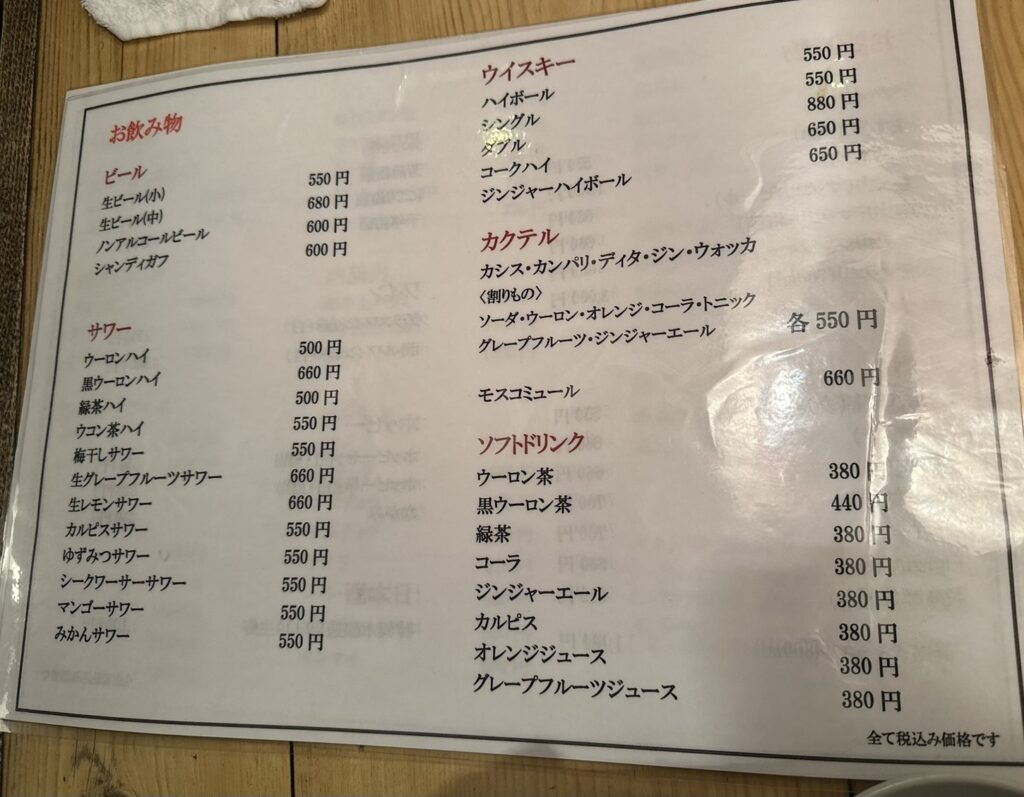 お飲み物
ビール
生ビール(小) 550円
生ビール(中) 680円
ノンアルコールビール 600円
シャンディガフ 600円
サワー
ウーロンハイ 500円
黒ウーロンハイ 660円
緑茶ハイ 500円
ウコン茶ハイ 550円
梅干しサワー 550円
生グレープフルーツサワー 660円
生レモンサワー 660円
カルピスサワー 550円
ゆずみつサワー 550円
シークワーサーサワー 550円
マンゴーサワー 550円
みかんサワー 550円
ウイスキー
ハイボール 550円
シングル 550円
ダブル 880円
コークハイ 650円
ジンジャーハイボール 650円
カクテル
カシス・カンパリ・ディタ・ジン・ウォッカ
〈割りもの〉
ソーダ・ウーロン・オレンジ・コーラ・トニック
グレープフルーツ・ジンジャーエール 各550円
モスコミュール 660円
ソフトドリンク
ウーロン茶 380円
黒ウーロン茶 440円
緑茶 380円
コーラ 380円
ジンジャーエール 380円
カルピス 380円
オレンジジュース 380円
グレープフルーツジュース 380円
全て税込み価格です